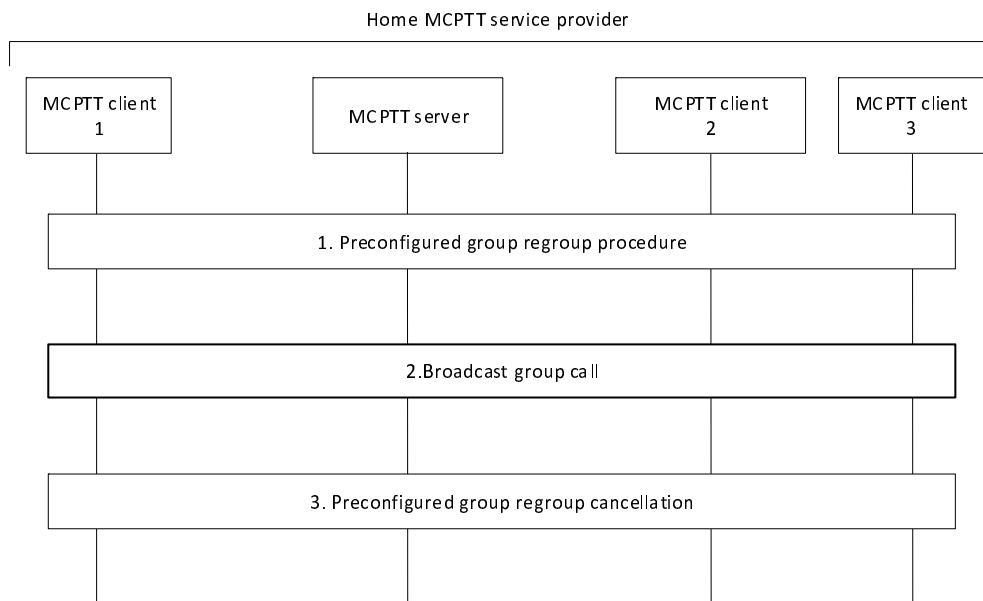 Home MCPTT service provider
MCPTT client
1
MCPTT server
MCPTT client
2
MCPTT client
3
1. Preconfigured group regroup procedure
2.Broadcast group call
3. Preconfigured group regroup cancellation